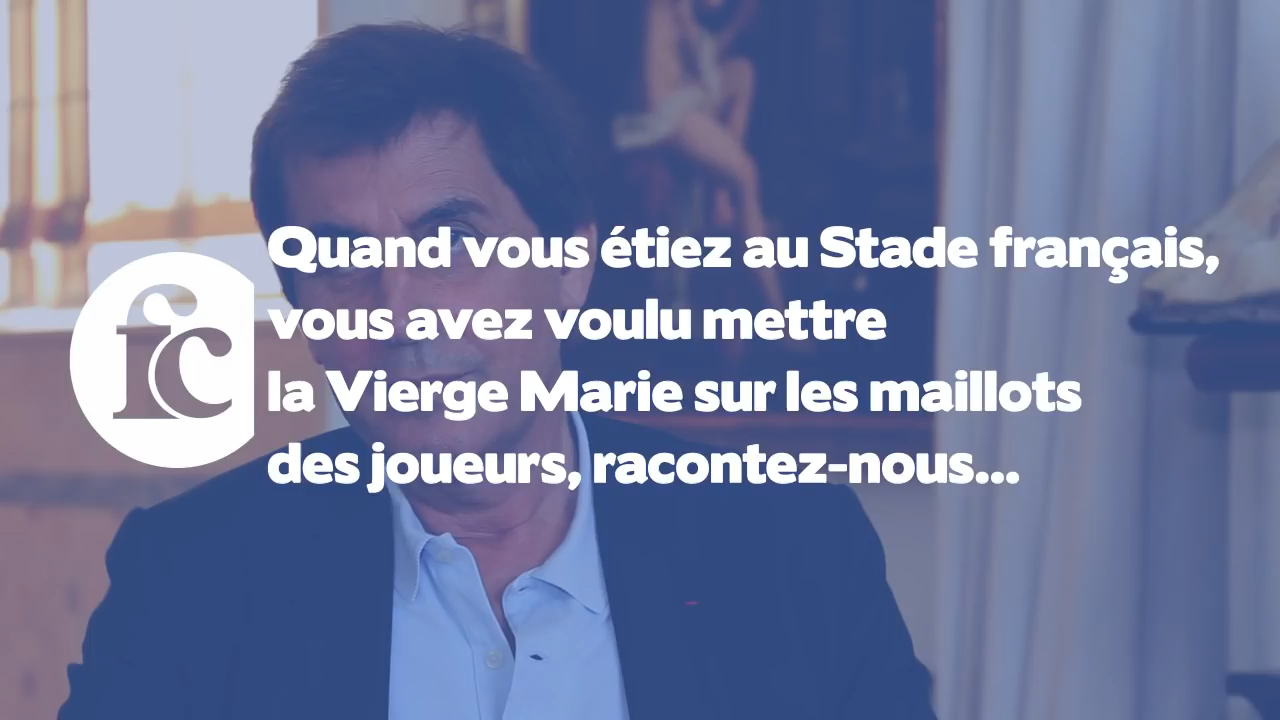 fc
Quand vous étiez au Stade français,
vous avez voulu mettre
la Vierge Marie sur les maillots
des joueurs, racontez-nous...